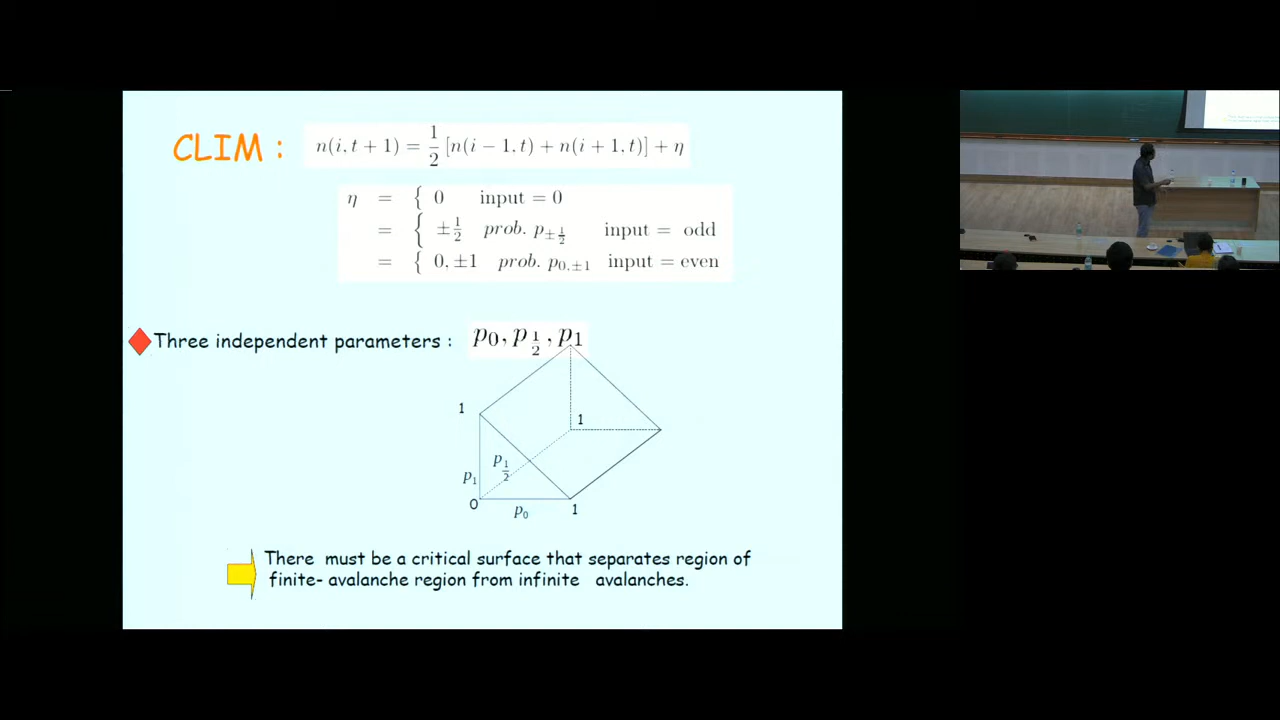 CLIM : n(i, t + 1) = 1/2 [n(i − 1, t) + n(i + 1, t)] + η
η = { 0 input = 0
= { ±1/2 prob. p±1/2 input = odd
= { 0, ±1 prob. p0,±1 input = even
Three independent parameters : p0, p1/2, p1
1
1
p1/2
p1
0
p0
1
There must be a critical surface that separates region of
finite- avalanche region from infinite avalanches.